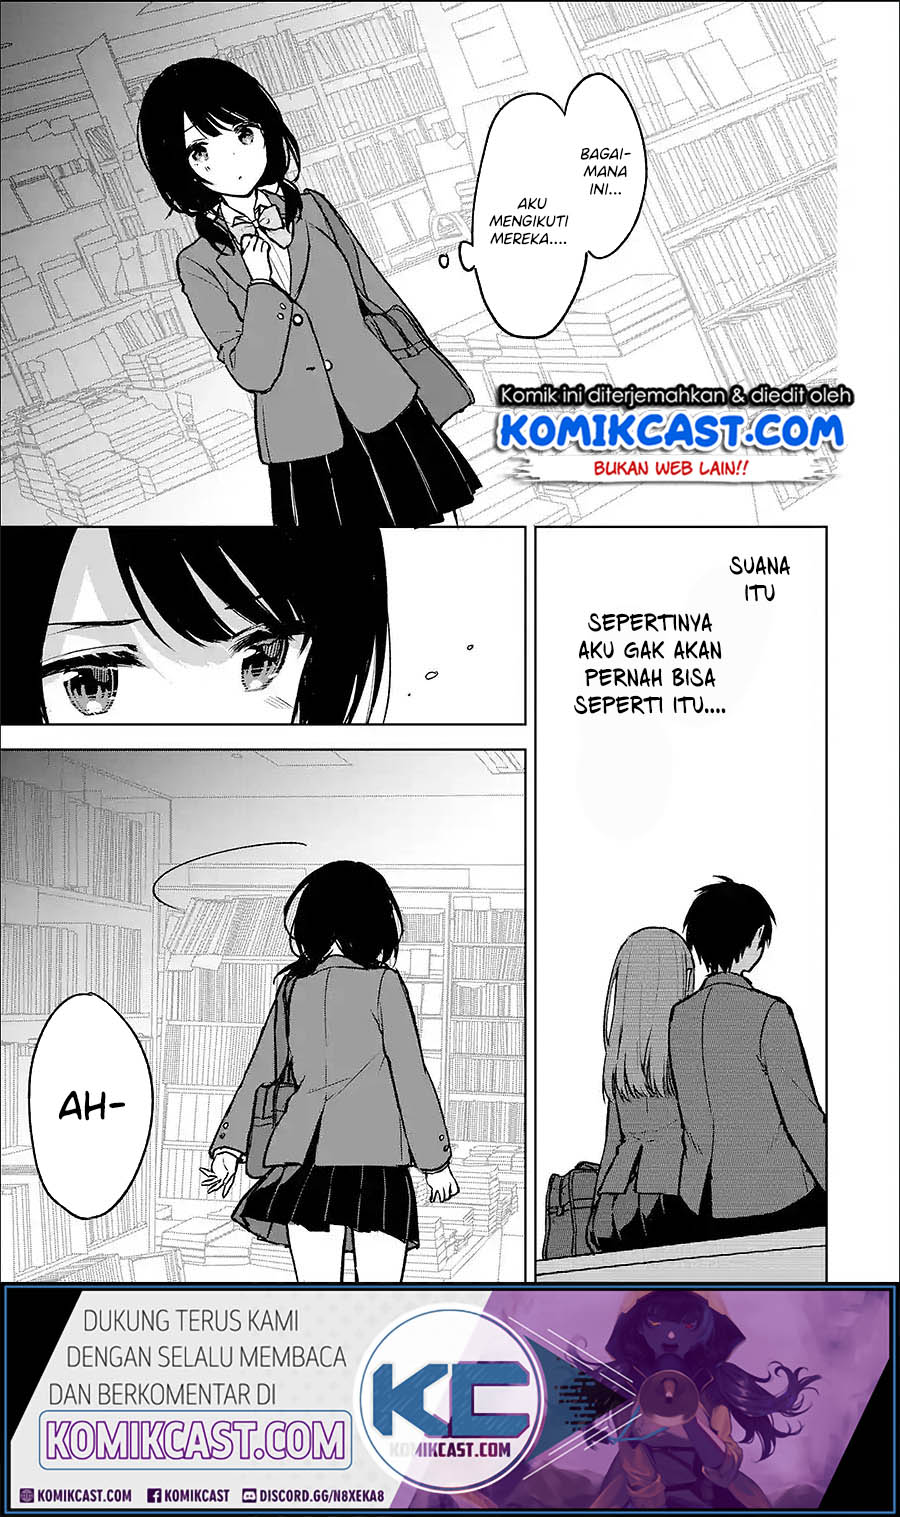 BAGAI-
MANA
INI...
AKU
MENGIKUTI
MEREKA....
Komik ini diterjemahkan & diedit oleh
KOMIKCAST.COM
BUKAN WEB LAIN!!
SUANA
ITU
SEPERTINYA
AKU GAK AKAN
PERNAH BISA
SEPERTI ITU....
AH-
DUKUNG TERUS KAMI
DENGAN SELALU MEMBACA
DAN BERKOMENTAR DI
KOMIKCAST.COM
KC
KOMIKCAST.COM
KOMIKCAST.COM KOMIKCAST DISCORD.GG/N8XEKA8